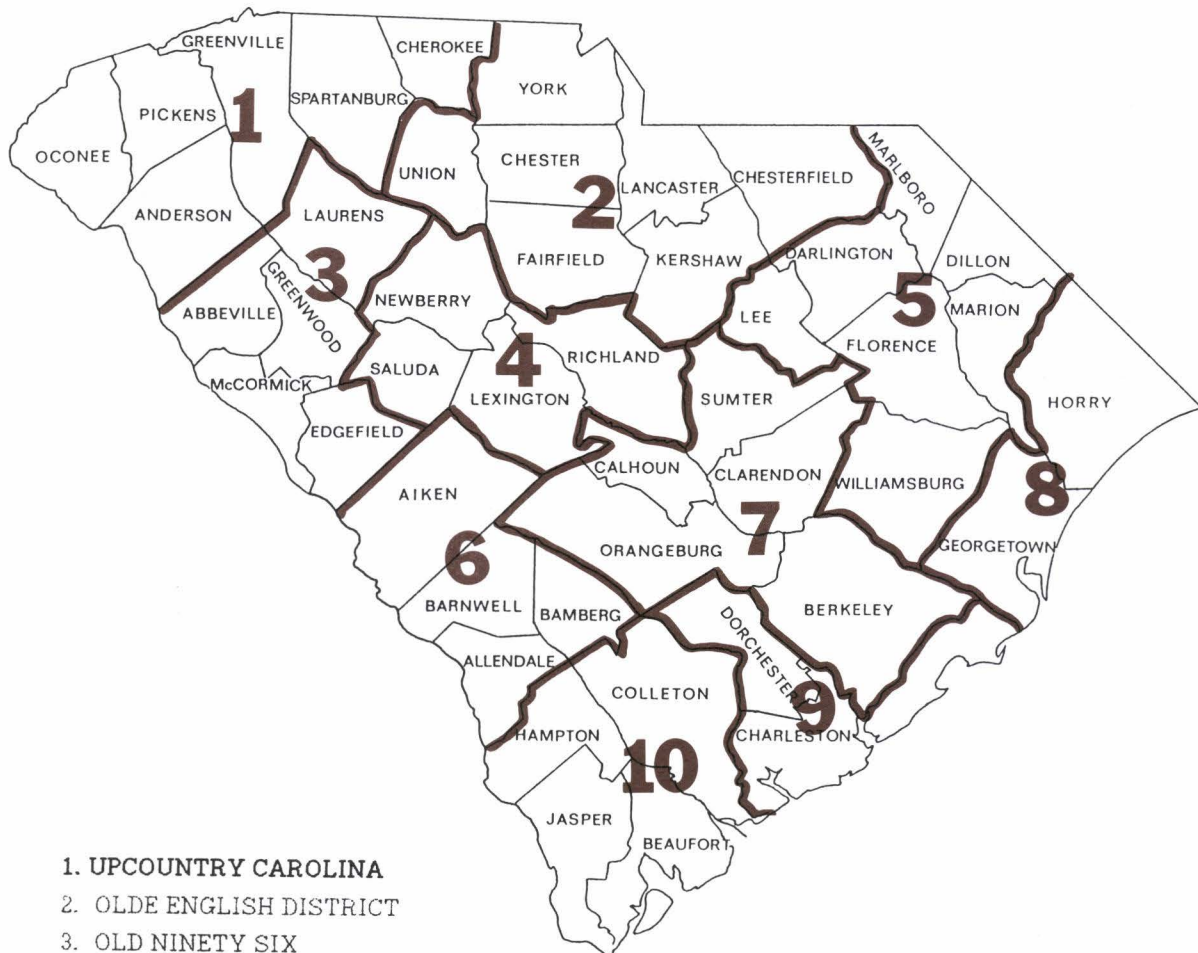 GREENVILLE
CHEROKEE
YORK
SPARTANBURG
PICKENS
1
OCONEE
UNION
CHESTER
2
LANCASTER
CHESTERFIELD
MARLBORO
ANDERSON
LAURENS
3
FAIRFIELD
KERSHAW
DARLINGTON
DILLON
5
GREENWOOD
NEWBERRY
ABBEVILLE
LEE
MARION
FLORENCE
4
RICHLAND
SALUDA
McCORMICK
LEXINGTON
SUMTER
HORRY
EDGEFIELD
CALHOUN
CLARENDON
WILLIAMSBURG
8
AIKEN
7
GEORGETOWN
6
ORANGEBURG
BARNWELL
BAMBERG
BERKELEY
DORCHESTER
ALLENDALE
COLLETON
9
HAMPTON
CHARLESTON
10
JASPER
BEAUFORT
1. UPCOUNTRY CAROLINA
2. OLDE ENGLISH DISTRICT
3. OLD NINETY SIX